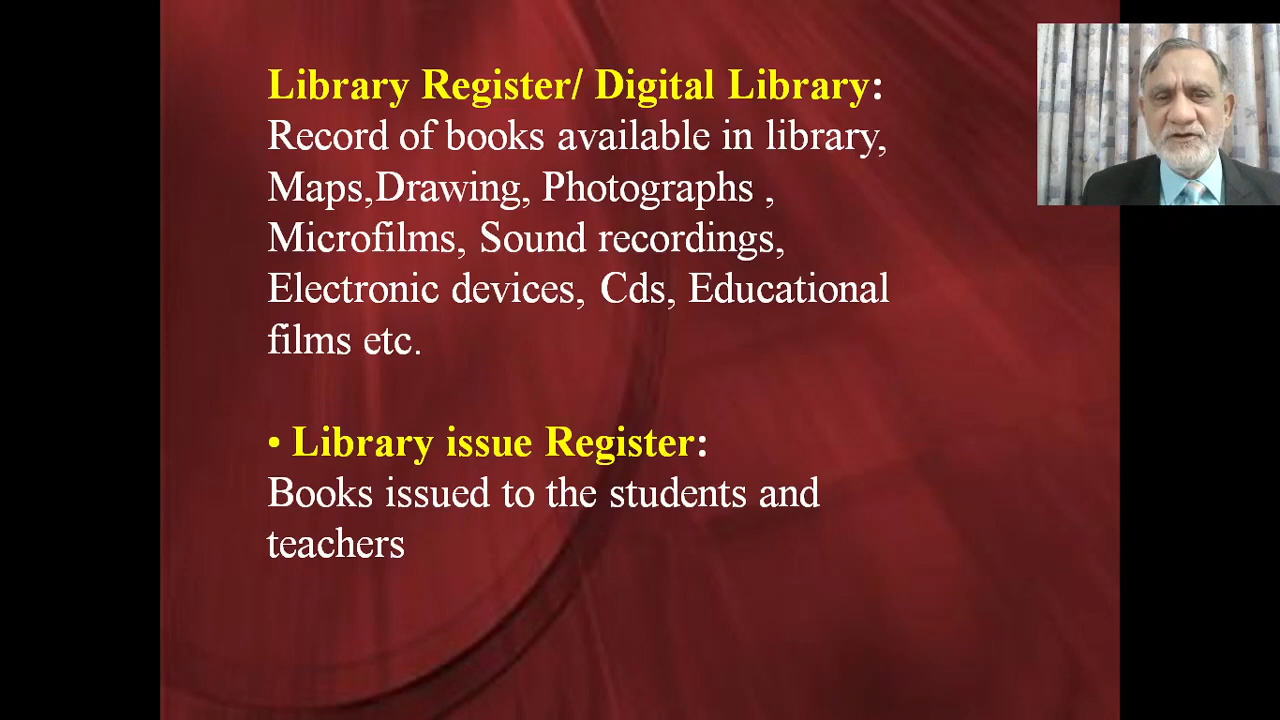 Library Register/ Digital Library:
Record of books available in library,
Maps,Drawing, Photographs ,
Microfilms, Sound recordings,
Electronic devices, Cds, Educational
films etc.
• Library issue Register:
Books issued to the students and
teachers